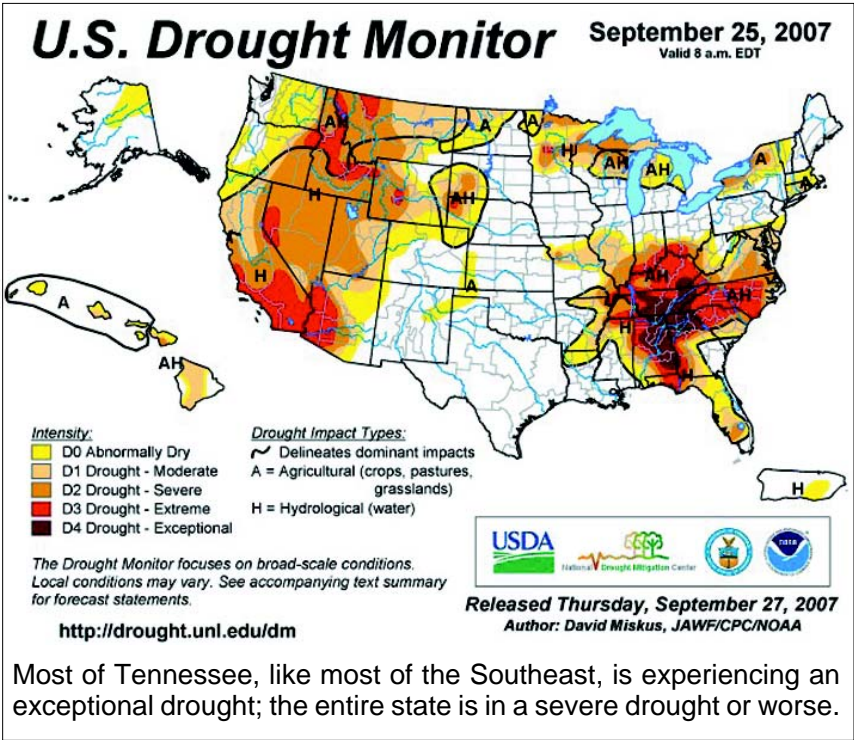 U.S. Drought Monitor
September 25, 2007
Valid 8 a.m. EDT
AH
A
A
H
AH
AH
A
A
H
AH
A
H
AH
AH
H
H
A
AH
H
Intensity:
D0 Abnormally Dry
D1 Drought - Moderate
D2 Drought - Severe
D3 Drought - Extreme
D4 Drought - Exceptional
Drought Impact Types:
Delineates dominant impacts
A = Agricultural (crops, pastures,
grasslands)
H = Hydrological (water)
The Drought Monitor focuses on broad-scale conditions.
Local conditions may vary. See accompanying text summary
for forecast statements.
http://drought.unl.edu/dm
USDA
National Drought Mitigation Center
Released Thursday, September 27, 2007
Author: David Miskus, JAWF/CPC/NOAA
Most of Tennessee, like most of the Southeast, is experiencing an
exceptional drought; the entire state is in a severe drought or worse.